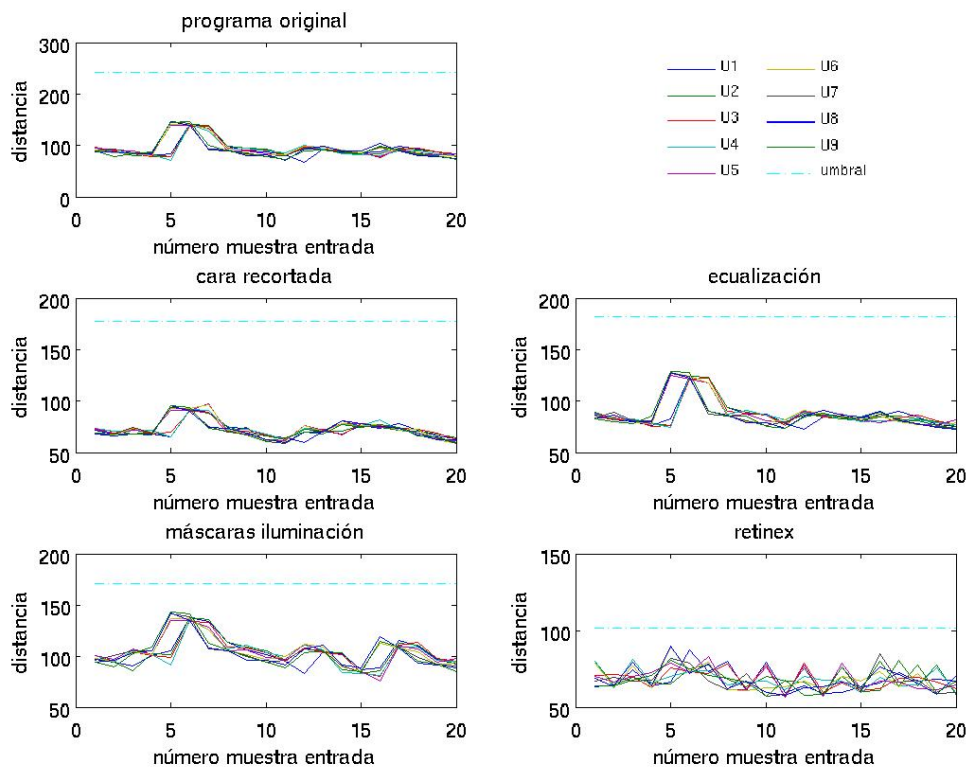 programa original
300
200
100
0
distancia
0 5 10 15 20
número muestra entrada
U1 U6
U2 U7
U3 U8
U4 U9
U5 umbral
cara recortada
200
150
100
50
distancia
0 5 10 15 20
número muestra entrada
ecualización
200
150
100
50
distancia
0 5 10 15 20
número muestra entrada
máscaras iluminación
200
150
100
50
distancia
0 5 10 15 20
número muestra entrada
retinex
150
100
50
distancia
0 5 10 15 20
número muestra entrada